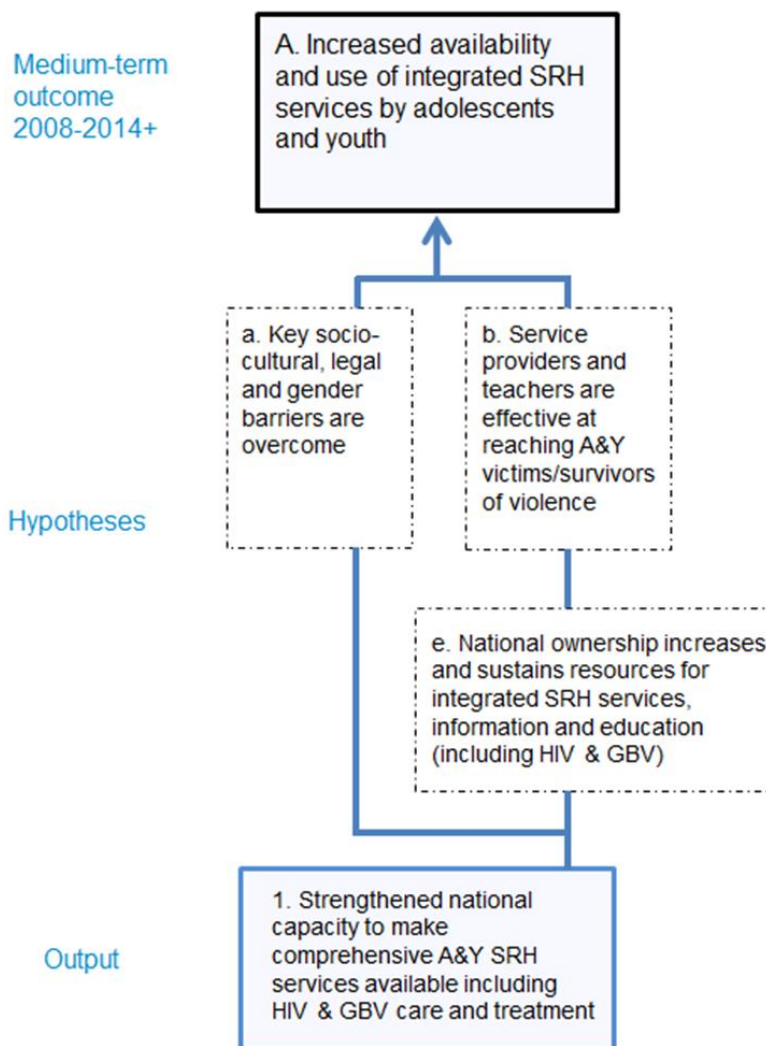 Medium-term
outcome
2008-2014+
A. Increased availability
and use of integrated SRH
services by adolescents
and youth
a. Key socio-
cultural, legal
and gender
barriers are
overcome
b. Service
providers and
teachers are
effective at
reaching A&Y
victims/survivors
of violence
Hypotheses
e. National ownership increases
and sustains resources for
integrated SRH services,
information and education
(including HIV & GBV)
Output
1. Strengthened national
capacity to make
comprehensive A&Y SRH
services available including
HIV & GBV care and treatment